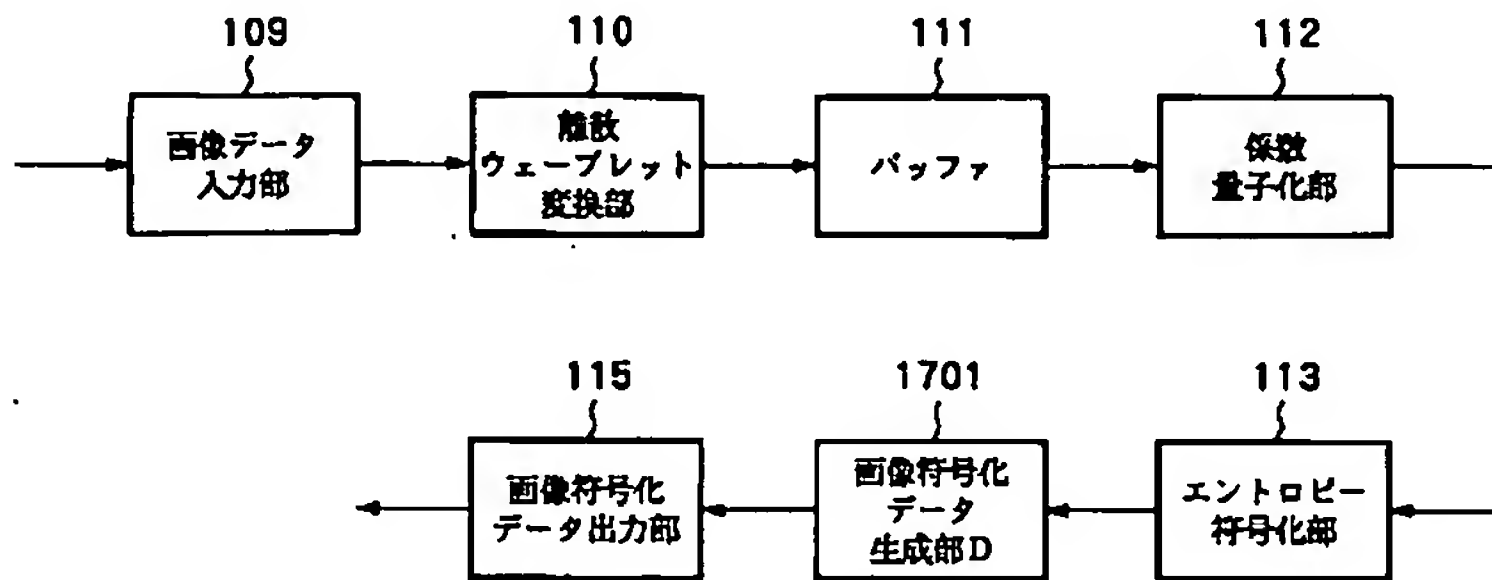 109
110
111
112
画像データ
入力部
離散
ウェーブレット
変換部
バッファ
係数
量子化部
115
1701
113
画像符号化
データ出力部
画像符号化
データ
生成部D
エントロピー
符号化部